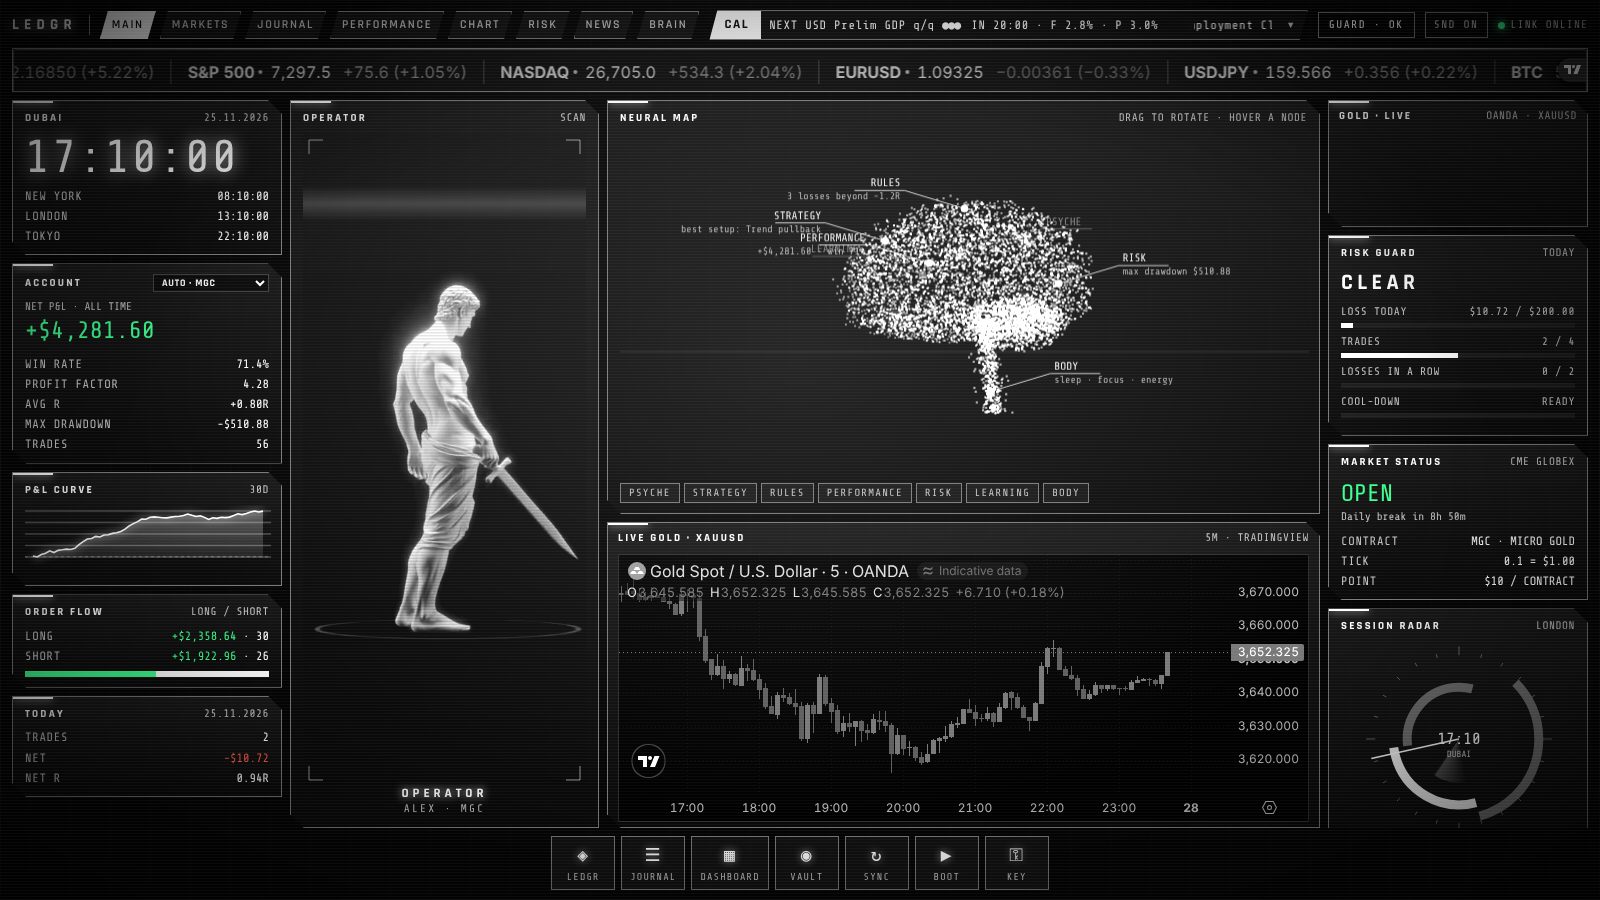 LEDGR
MAIN
MARKETS
JOURNAL
PERFORMANCE
CHART
RISK
NEWS
BRAIN
CAL
NEXT USD Prelim GDP q/q ●●● IN 20:00 · F 2.8% · P 3.0%
ployment Cl
GUARD · OK
SND ON
LINK ONLINE
2.16850 (+5.22%)
S&P 500 • 7,297.5 +75.6 (+1.05%)
NASDAQ • 26,705.0 +534.3 (+2.04%)
EURUSD • 1.09325 −0.00361 (−0.33%)
USDJPY • 159.566 +0.356 (+0.22%)
BTC
DUBAI 25.11.2026
17:10:00
NEW YORK 08:10:00
LONDON 13:10:00
TOKYO 22:10:00
ACCOUNT AUTO · MGC
NET P&L · ALL TIME
+$4,281.60
WIN RATE 71.4%
PROFIT FACTOR 4.28
AVG R +0.80R
MAX DRAWDOWN -$510.88
TRADES 56
P&L CURVE 30D
ORDER FLOW LONG / SHORT
LONG +$2,358.64 · 30
SHORT +$1,922.96 · 26
TODAY 25.11.2026
TRADES 2
NET -$10.72
NET R 0.94R
OPERATOR SCAN
OPERATOR
ALEX · MGC
NEURAL MAP DRAG TO ROTATE · HOVER A NODE
RULES
3 losses beyond -1.2R
STRATEGY
best setup: Trend pullback
PSYCHE
PERFORMANCE
+$4,281.60
RISK
max drawdown $510.88
BODY
sleep · focus · energy
PSYCHE
STRATEGY
RULES
PERFORMANCE
RISK
LEARNING
BODY
LIVE GOLD · XAUUSD 5M · TRADINGVIEW
Gold Spot / U.S. Dollar · 5 · OANDA Indicative data
O3,645.585 H3,652.325 L3,645.585 C3,652.325 +6.710 (+0.18%)
3,670.000
3,660.000
3,652.325
3,640.000
3,630.000
3,620.000
17:00 18:00 19:00 20:00 21:00 22:00 23:00 28
GOLD · LIVE OANDA · XAUUSD
RISK GUARD TODAY
CLEAR
LOSS TODAY $10.72 / $200.00
TRADES 2 / 4
LOSSES IN A ROW 0 / 2
COOL-DOWN READY
MARKET STATUS CME GLOBEX
OPEN
Daily break in 8h 50m
CONTRACT MGC · MICRO GOLD
TICK 0.1 = $1.00
POINT $10 / CONTRACT
SESSION RADAR LONDON
17:10
DUBAI
LEDGR
JOURNAL
DASHBOARD
VAULT
SYNC
BOOT
KEY